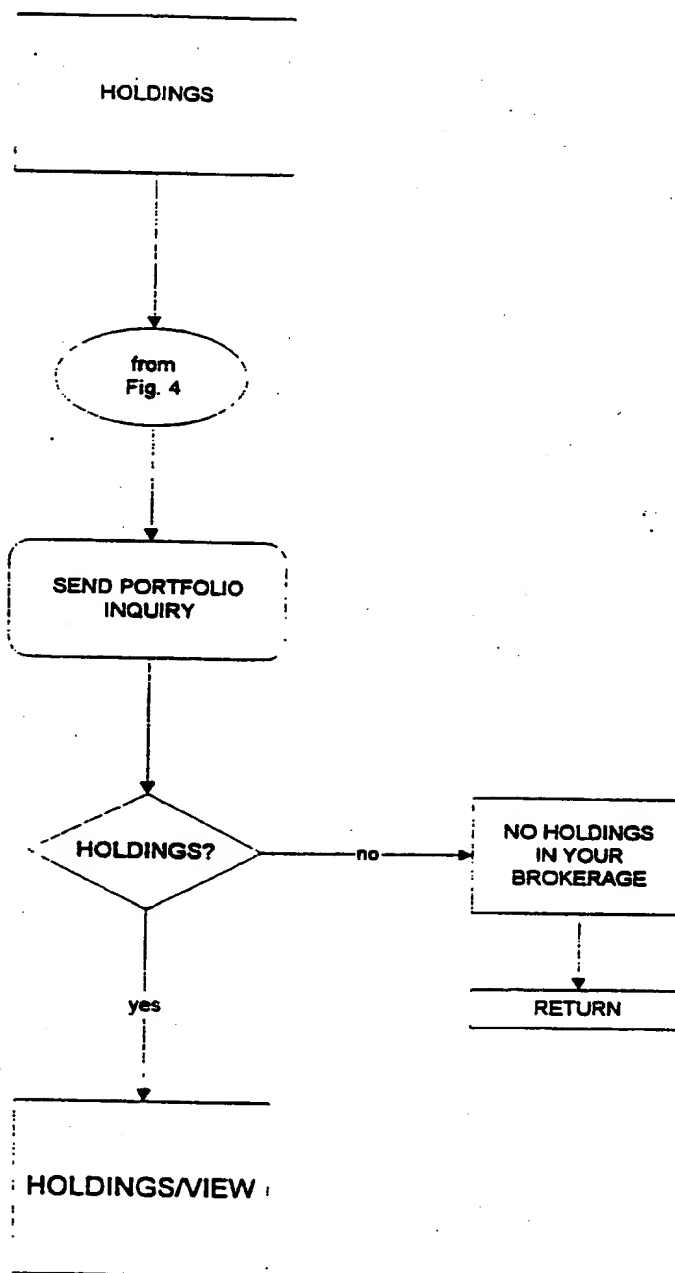 HOLDINGS
from
Fig. 4
SEND PORTFOLIO
INQUIRY
HOLDINGS?
no
NO HOLDINGS
IN YOUR
BROKERAGE
RETURN
yes
HOLDINGS/VIEW